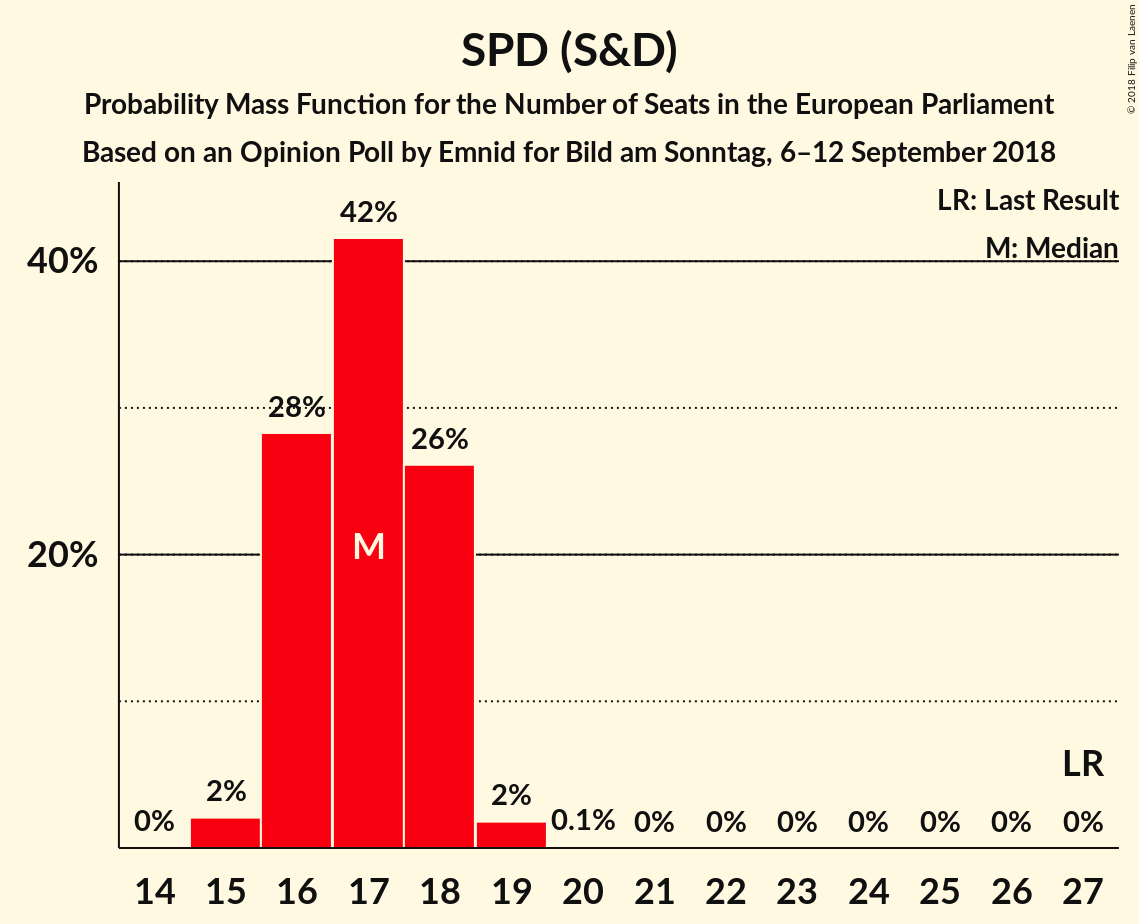 SPD (S&D)
Probability Mass Function for the Number of Seats in the European Parliament
Based on an Opinion Poll by Emnid for Bild am Sonntag, 6–12 September 2018
© 2018 Filip van Laenen
LR: Last Result
M: Median
40%
20%
0%
2%
28%
42%
26%
2%
0.1%
0%
0%
0%
0%
0%
0%
0%
M
LR
14 15 16 17 18 19 20 21 22 23 24 25 26 27